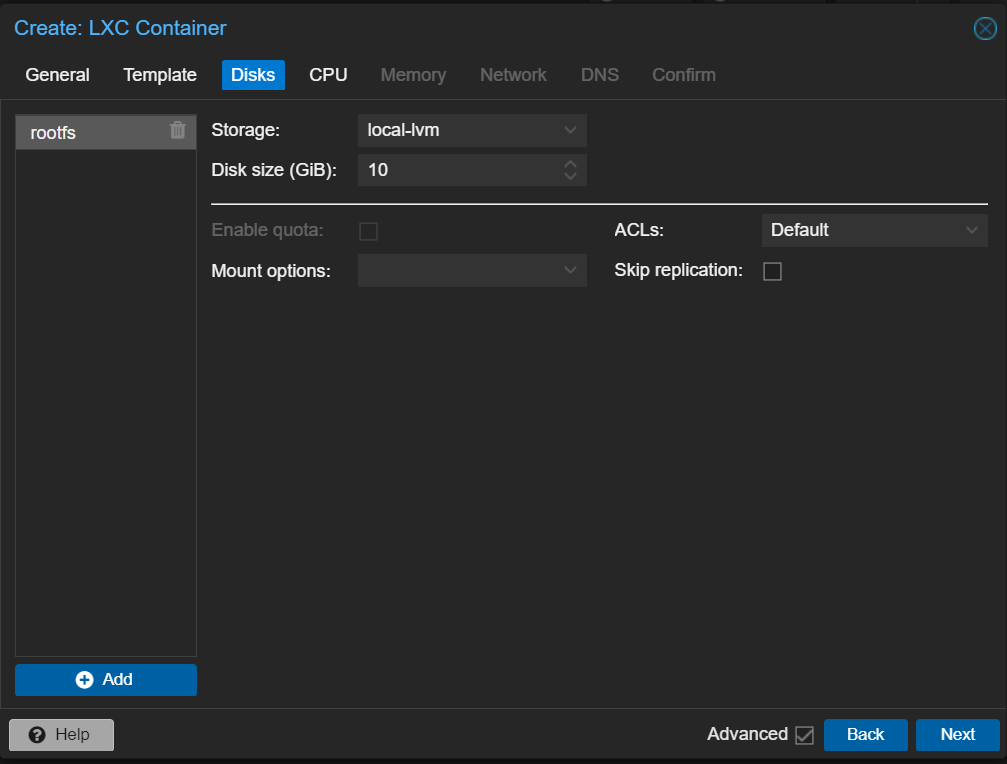 Create: LXC Container
General Template Disks CPU Memory Network DNS Confirm
rootfs
Storage: local-lvm
Disk size (GiB): 10
Enable quota: ACLs: Default
Mount options: Skip replication:
Add
Help Advanced Back Next